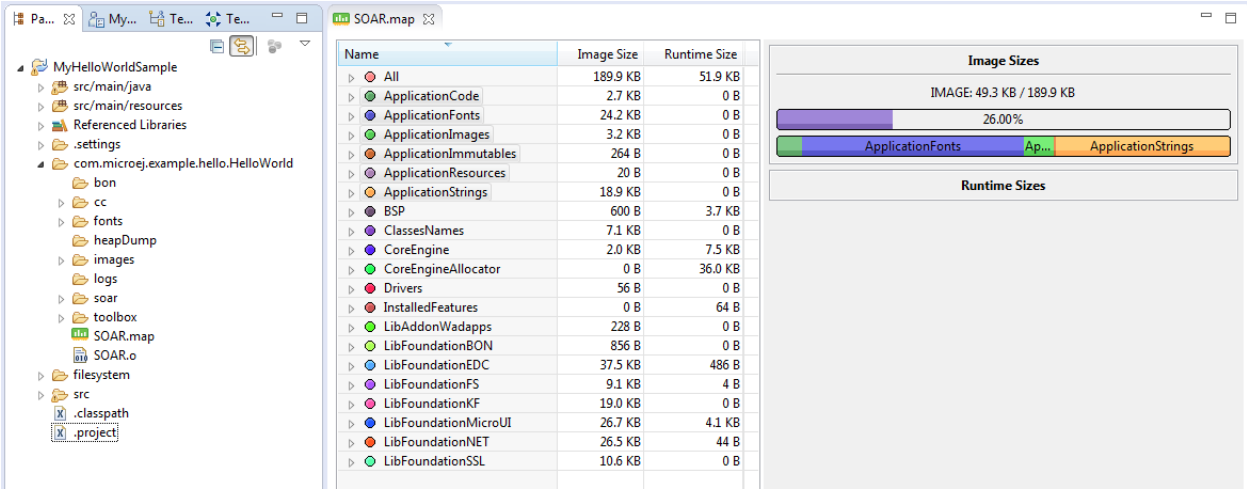 Pa... My... Te... Te...
MyHelloWorldSample
src/main/java
src/main/resources
Referenced Libraries
.settings
com.microej.example.hello.HelloWorld
bon
cc
fonts
heapDump
images
logs
soar
toolbox
SOAR.map
SOAR.o
filesystem
src
.classpath
.project
SOAR.map
Name Image Size Runtime Size
All 189.9 KB 51.9 KB
ApplicationCode 2.7 KB 0 B
ApplicationFonts 24.2 KB 0 B
ApplicationImages 3.2 KB 0 B
ApplicationImmutables 264 B 0 B
ApplicationResources 20 B 0 B
ApplicationStrings 18.9 KB 0 B
BSP 600 B 3.7 KB
ClassesNames 7.1 KB 0 B
CoreEngine 2.0 KB 7.5 KB
CoreEngineAllocator 0 B 36.0 KB
Drivers 56 B 0 B
InstalledFeatures 0 B 64 B
LibAddonWadapps 228 B 0 B
LibFoundationBON 856 B 0 B
LibFoundationEDC 37.5 KB 486 B
LibFoundationFS 9.1 KB 4 B
LibFoundationKF 19.0 KB 0 B
LibFoundationMicroUI 26.7 KB 4.1 KB
LibFoundationNET 26.5 KB 44 B
LibFoundationSSL 10.6 KB 0 B
Image Sizes
IMAGE: 49.3 KB / 189.9 KB
26.00%
ApplicationFonts Ap... ApplicationStrings
Runtime Sizes